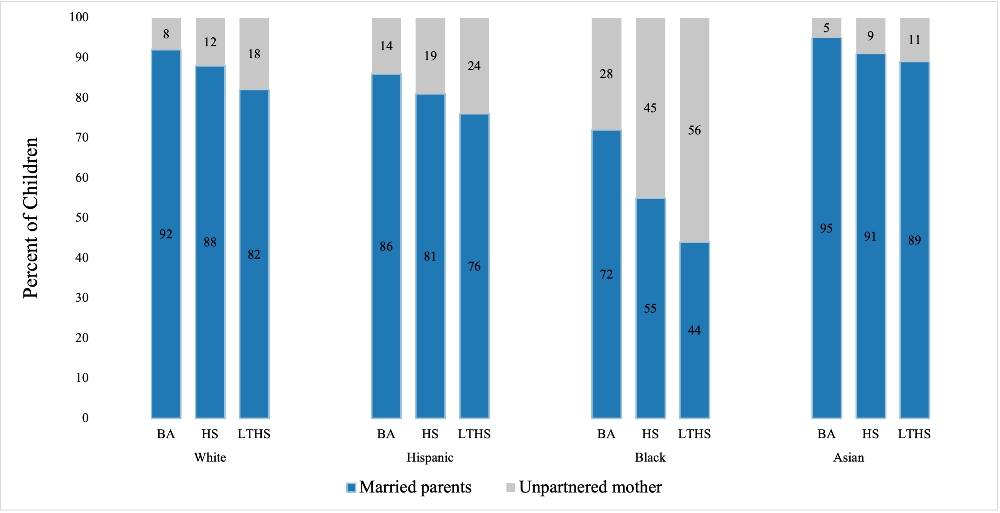 Percent of Children
100
90
80
70
60
50
40
30
20
10
0
8 12 18 14 19 24 28 45 56 5 9 11
92 88 82 86 81 76 72 55 44 95 91 89
BA HS LTHS BA HS LTHS BA HS LTHS BA HS LTHS
White Hispanic Black Asian
Married parents Unpartnered mother